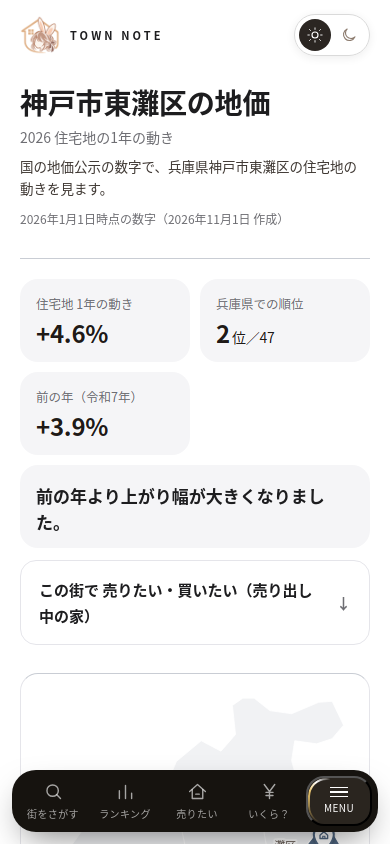 TOWN NOTE
神戸市東灘区の地価
2026 住宅地の1年の動き
国の地価公示の数字で、兵庫県神戸市東灘区の住宅地の
動きを見ます。
2026年1月1日時点の数字（2026年11月1日 作成）
住宅地 1年の動き
+4.6%
兵庫県での順位
2位／47
前の年（令和7年）
+3.9%
前の年より上がり幅が大きくなりまし
た。
この街で 売りたい・買いたい（売り出し
中の家）
↓
街をさがす
ランキング
売りたい
いくら？
MENU